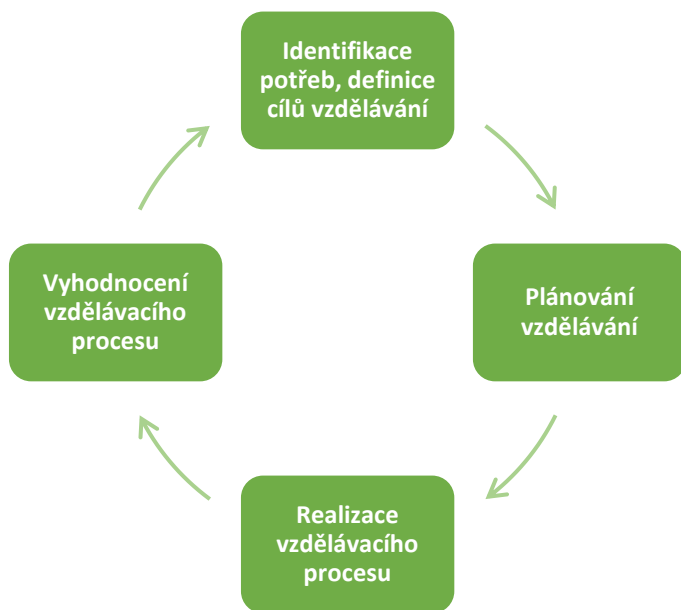 Identifikace
potřeb, definice
cílů vzdělávání
Plánování
vzdělávání
Realizace
vzdělávacího
procesu
Vyhodnocení
vzdělávacího
procesu